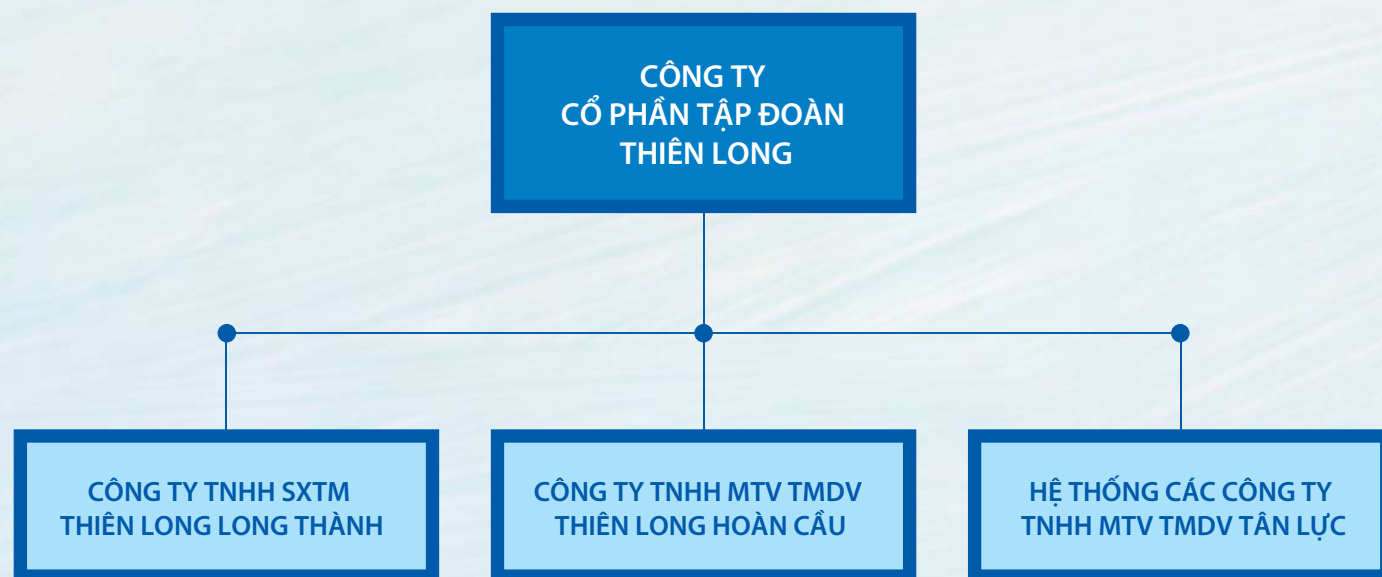 CÔNG TY
CỔ PHẦN TẬP ĐOÀN
THIÊN LONG
CÔNG TY TNHH SXTM
THIÊN LONG LONG THÀNH
CÔNG TY TNHH MTV TMDV
THIÊN LONG HOÀN CẦU
HỆ THỐNG CÁC CÔNG TY
TNHH MTV TMDV TÂN LỰC